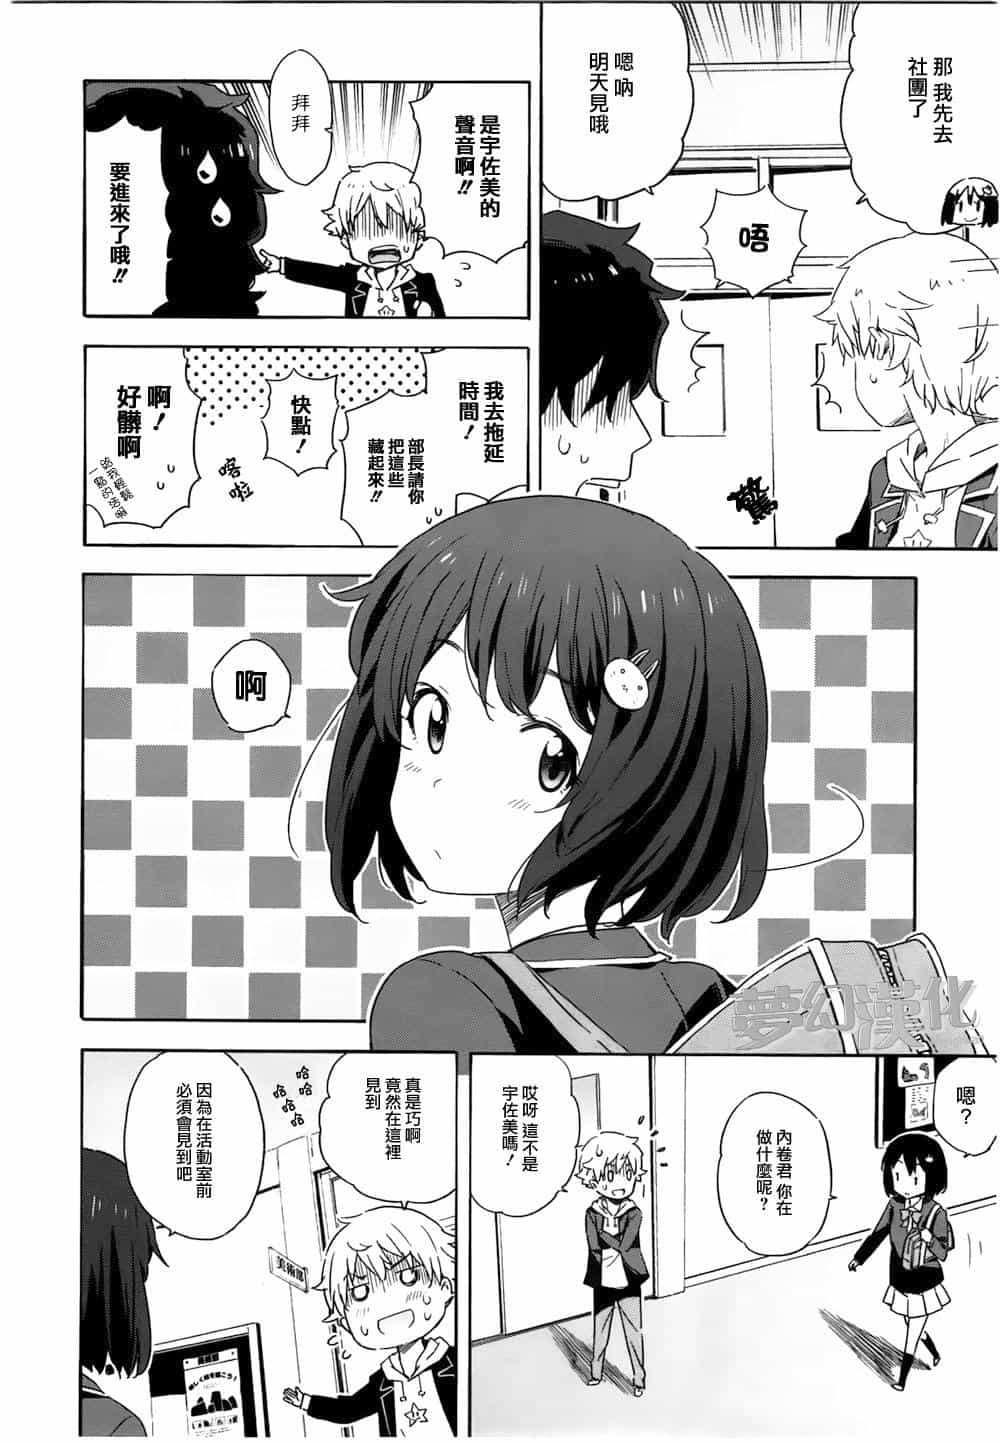 那 我先去
社團了
嗯 吶
明天見哦
唔
驚
拜拜
是宇佐美的
聲音啊!!
要進來了哦!!
我去拖延
時間!
部長請你
把這些
藏起來!!
快點!
喀啦
啊!
好髒啊
啊
夢幻漢化
嗯?
內卷君 你在
做什麼呢?
哎呀 這不是
宇佐美嗎!
真是巧啊
竟然在這裡
見到
哈哈
哈哈
哈
因為在活動室前
必須會見到吧
美術部